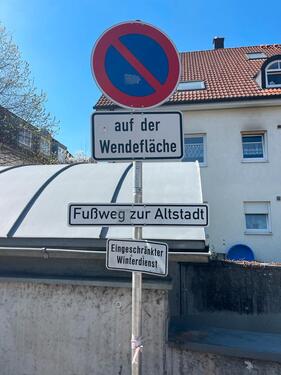 auf der
Wendefläche
Fußweg zur Altstadt
Eingeschränkter
Winterdienst